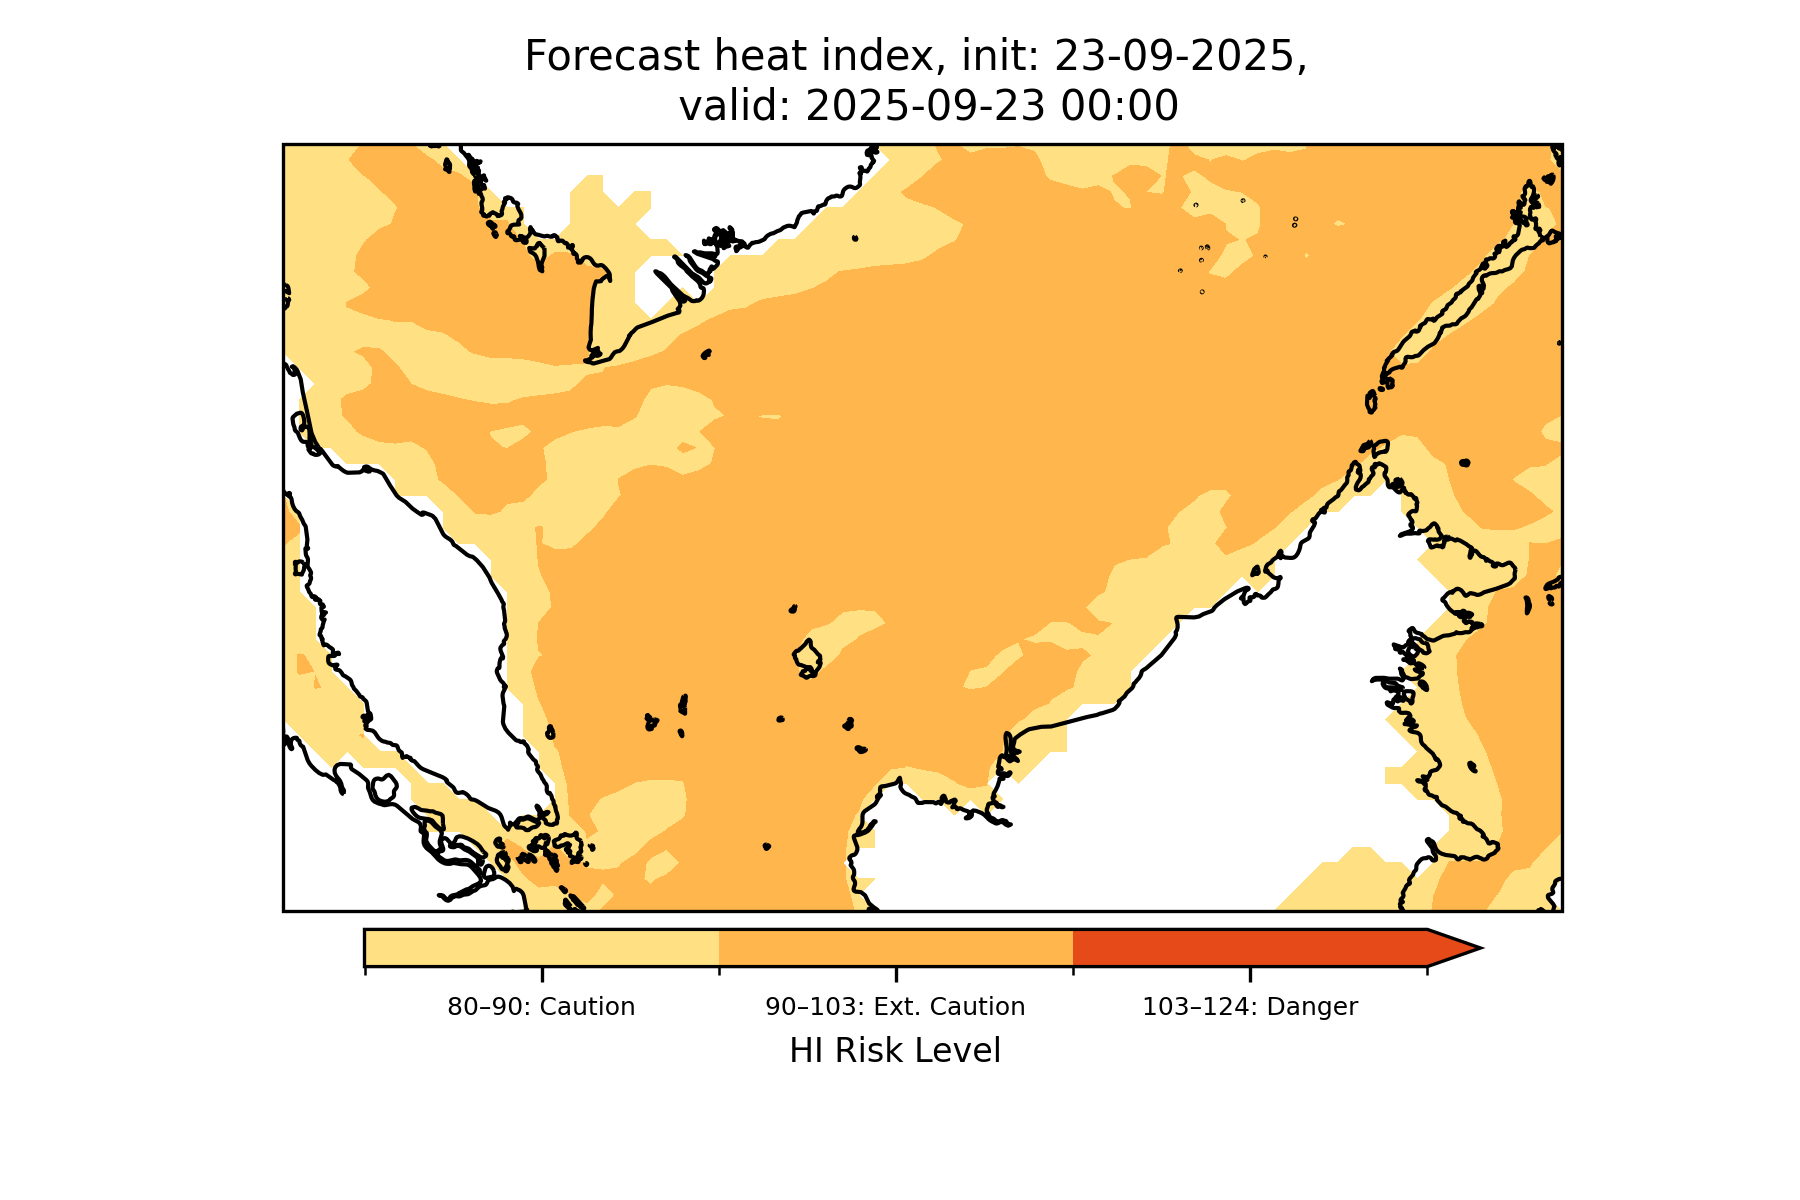 Forecast heat index, init: 23-09-2025,
valid: 2025-09-23 00:00
80–90: Caution
90–103: Ext. Caution
103–124: Danger
HI Risk Level